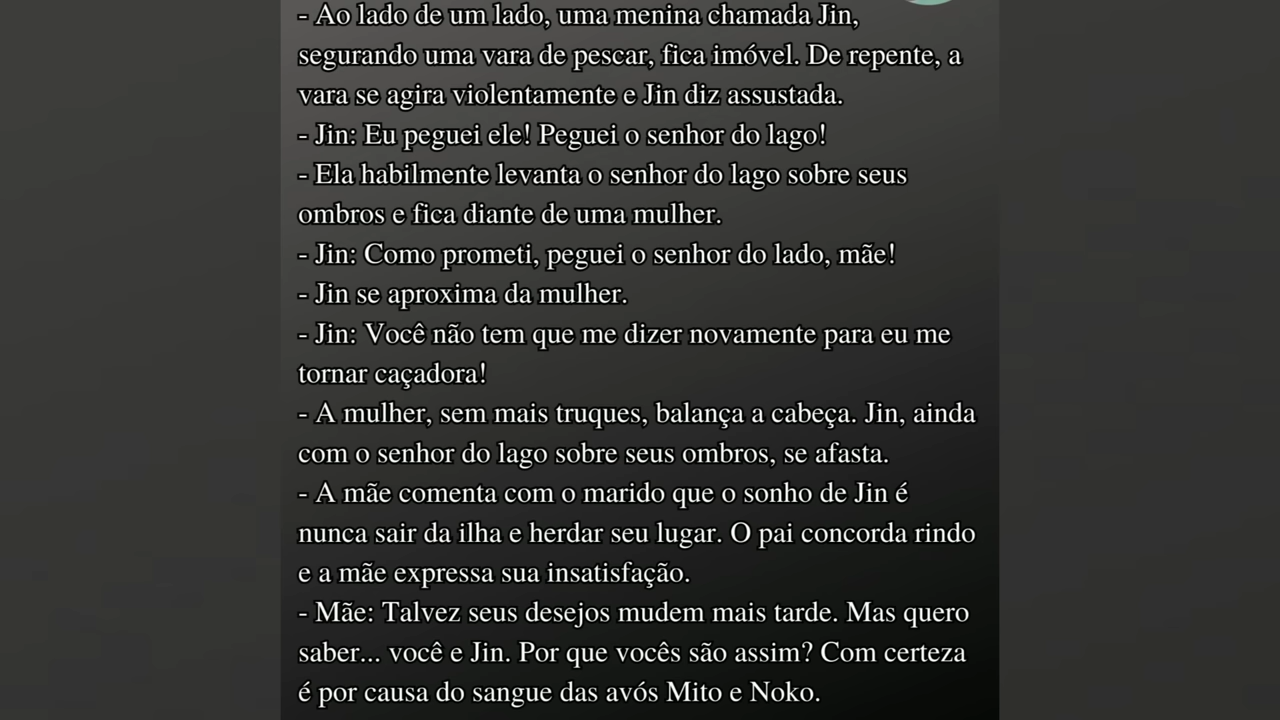 - Ao lado de um lado, uma menina chamada Jin,
segurando uma vara de pescar, fica imóvel. De repente, a
vara se agira violentamente e Jin diz assustada.
- Jin: Eu peguei ele! Peguei o senhor do lago!
- Ela habilmente levanta o senhor do lago sobre seus
ombros e fica diante de uma mulher.
- Jin: Como prometi, peguei o senhor do lado, mãe!
- Jin se aproxima da mulher.
- Jin: Você não tem que me dizer novamente para eu me
tornar caçadora!
- A mulher, sem mais truques, balança a cabeça. Jin, ainda
com o senhor do lago sobre seus ombros, se afasta.
- A mãe comenta com o marido que o sonho de Jin é
nunca sair da ilha e herdar seu lugar. O pai concorda rindo
e a mãe expressa sua insatisfação.
- Mãe: Talvez seus desejos mudem mais tarde. Mas quero
saber... você e Jin. Por que vocês são assim? Com certeza
é por causa do sangue das avós Mito e Noko.